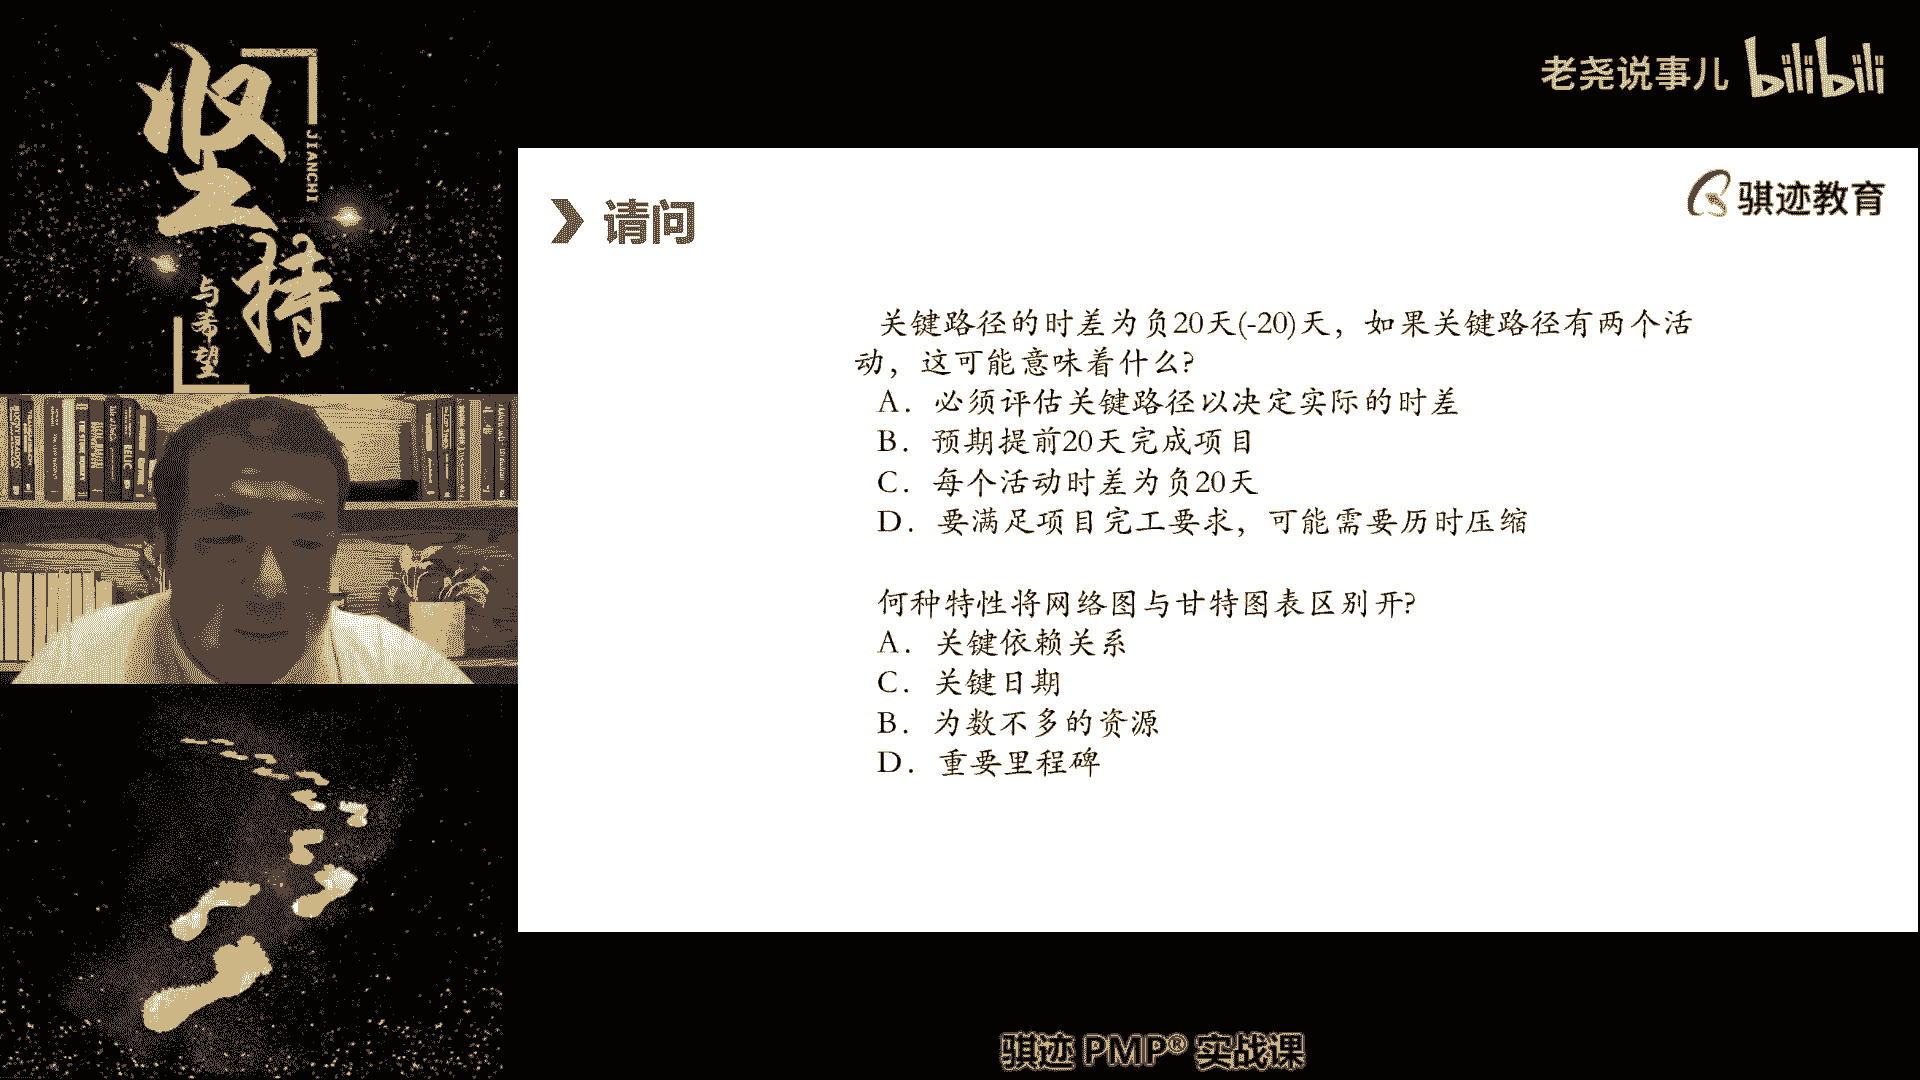 坚持
JIANCHI
与希望
老尧说事儿 bilibili
骐迹教育
请问
关键路径的时差为负20天(-20)天，如果关键路径有两个活
动，这可能意味着什么?
A. 必须评估关键路径以决定实际的时差
B. 预期提前20天完成项目
C. 每个活动时差为负20天
D. 要满足项目完工要求，可能需要历时压缩
何种特性将网络图与甘特图表区别开?
A. 关键依赖关系
C. 关键日期
B. 为数不多的资源
D. 重要里程碑
骐迹 PMP® 实战课